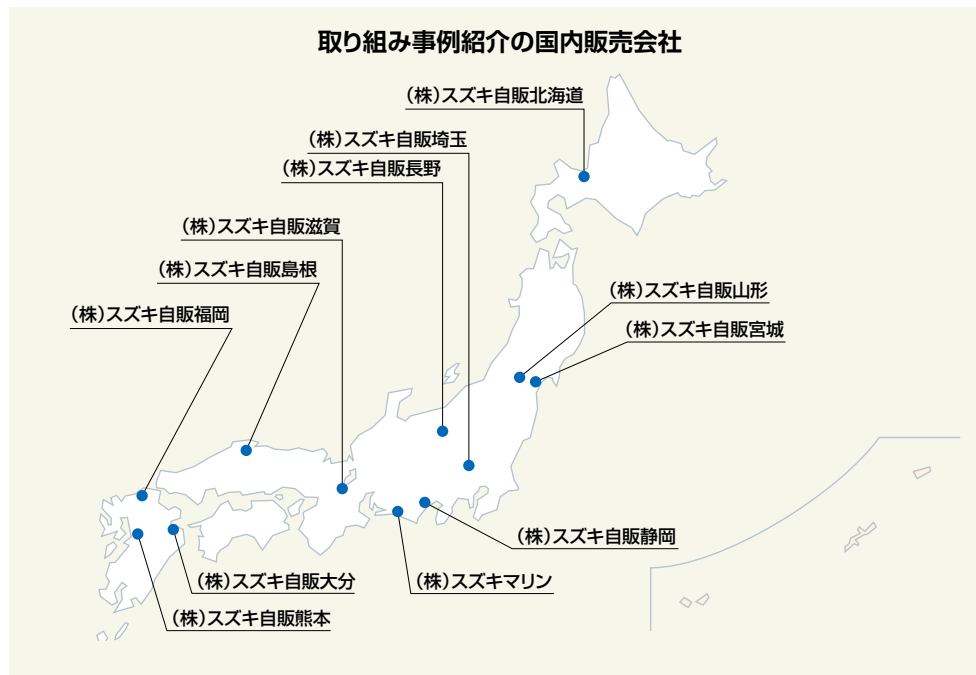 取り組み事例紹介の国内販売会社
(株)スズキ自販北海道
(株)スズキ自販埼玉
(株)スズキ自販長野
(株)スズキ自販滋賀
(株)スズキ自販島根
(株)スズキ自販福岡
(株)スズキ自販山形
(株)スズキ自販宮城
(株)スズキ自販静岡
(株)スズキ自販大分
(株)スズキマリン
(株)スズキ自販熊本